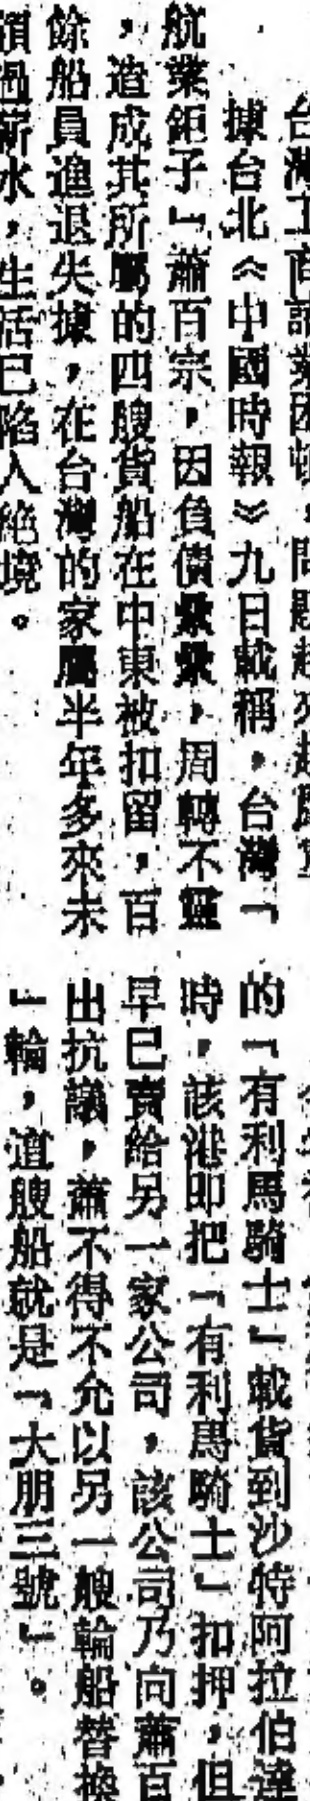 台灣工商諸業困頓，問題越來越嚴重
據台北《中國時報》九日載稱，台灣「
航業鉅子」蕭百宗，因負債纍纍，周轉不靈
，造成其所屬的四艘貨船在中東被扣留，百
餘船員進退失據，在台灣的家屬半年多來未
領過薪水，生活已陷入絕境。
的「有利馬騎士」載貨到沙特阿拉伯達
時，該港即把「有利馬騎士」扣押，但
早已賣給另一家公司，該公司乃向蕭百
出抗議，蕭不得不允以另一艘輪船替換
」輪，這艘船就是「大朋三號」。